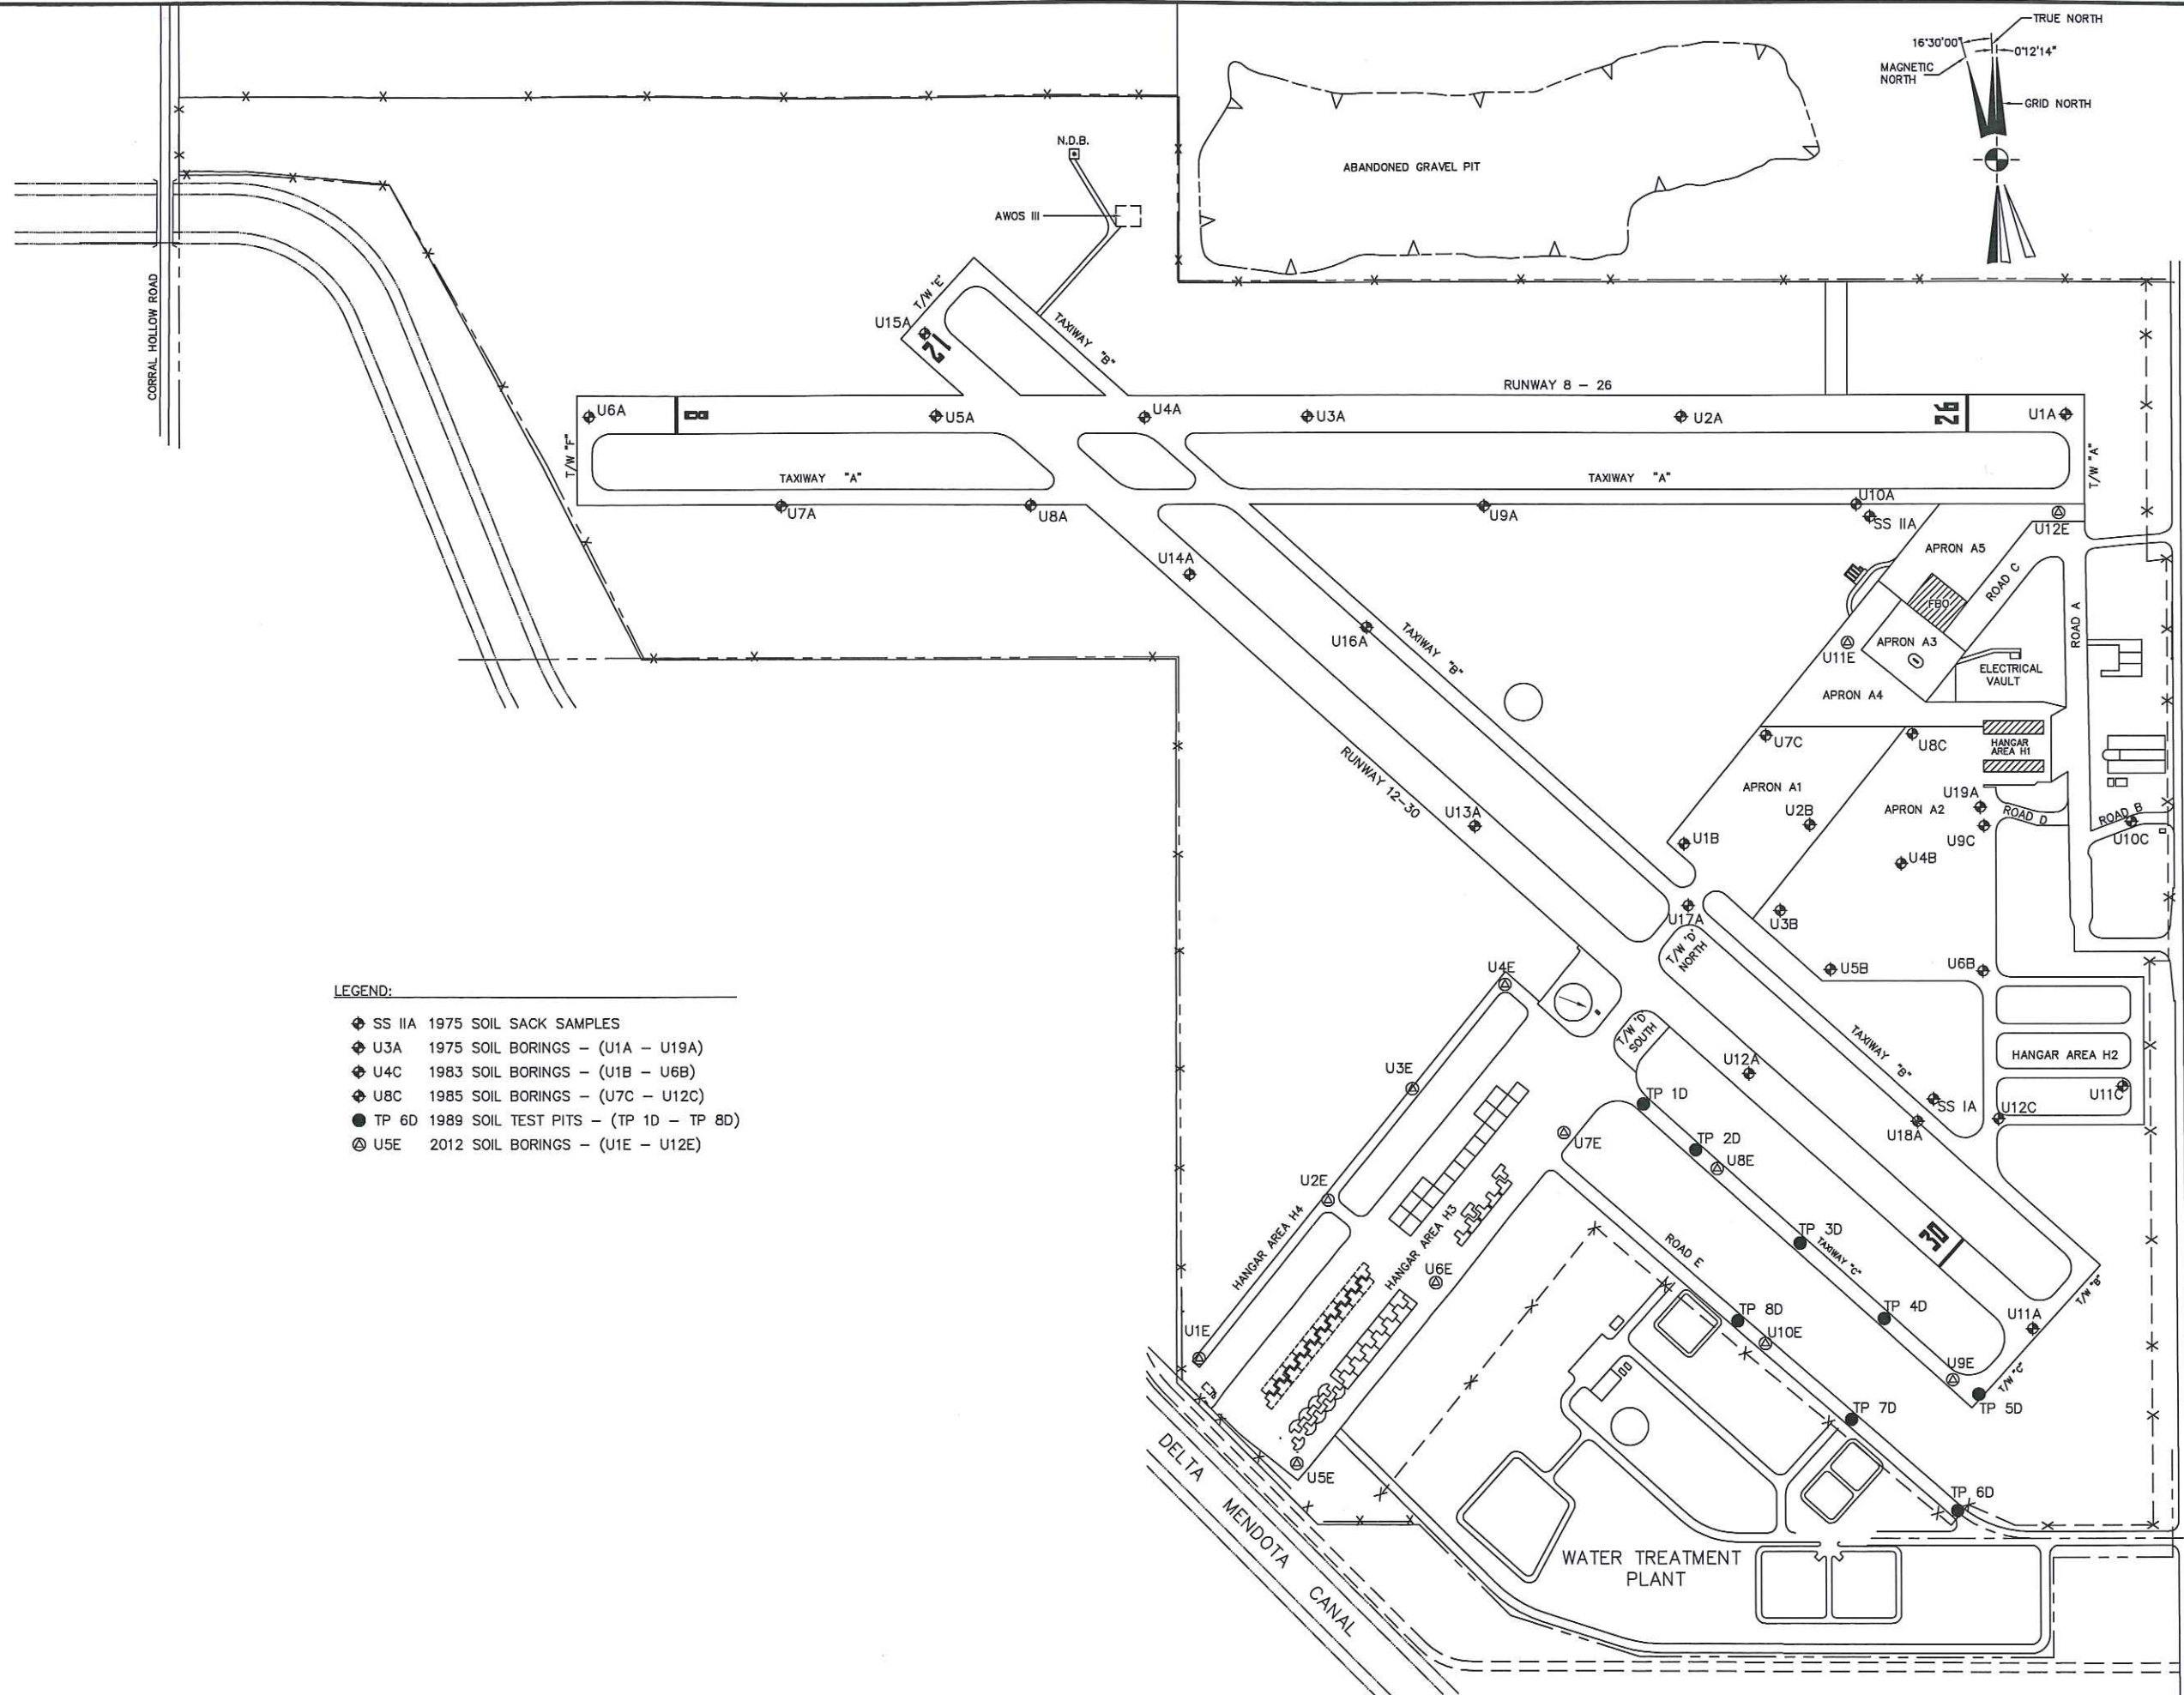 TRUE NORTH
16°30'00"
0°12'14"
MAGNETIC
NORTH
GRID NORTH
N.D.B.
ABANDONED GRAVEL PIT
AWOS III
CORRAL HOLLOW ROAD
T/W 'E'
U15A
TAXIWAY "B"
RUNWAY 8 – 26
U6A
8
U5A
U4A
U3A
U2A
26
U1A
T/W "F"
TAXIWAY "A"
TAXIWAY "A"
T/W "A"
U7A
U8A
U9A
U10A
SS IIA
U12E
U14A
APRON A5
ROAD C
FBO
ROAD A
U16A
TAXIWAY "B"
U11E
APRON A3
ELECTRICAL
VAULT
APRON A4
RUNWAY 12–30
U7C
U8C
HANGAR
AREA H1
APRON A1
U19A
U13A
U2B
APRON A2
ROAD D
ROAD B
U1B
U9C
U10C
U4B
U17A
U3B
T/W 'D'
NORTH
U4E
U5B
U6B
LEGEND:
SS IIA 1975 SOIL SACK SAMPLES
U3A 1975 SOIL BORINGS – (U1A – U19A)
U4C 1983 SOIL BORINGS – (U1B – U6B)
U8C 1985 SOIL BORINGS – (U7C – U12C)
TP 6D 1989 SOIL TEST PITS – (TP 1D – TP 8D)
U5E 2012 SOIL BORINGS – (U1E – U12E)
T/W 'D'
SOUTH
TAXIWAY "B"
HANGAR AREA H2
U3E
U12A
TP 1D
SS IA
U12C
U11C
U7E
TP 2D
U8E
U18A
U2E
HANGAR AREA H4
HANGAR AREA H3
TP 3D
TAXIWAY "C"
30
ROAD E
U6E
U1E
TP 8D
TP 4D
U11A
T/W "B"
U10E
U9E
T/W "C"
TP 7D
TP 5D
U5E
TP 6D
DELTA MENDOTA CANAL
WATER TREATMENT
PLANT